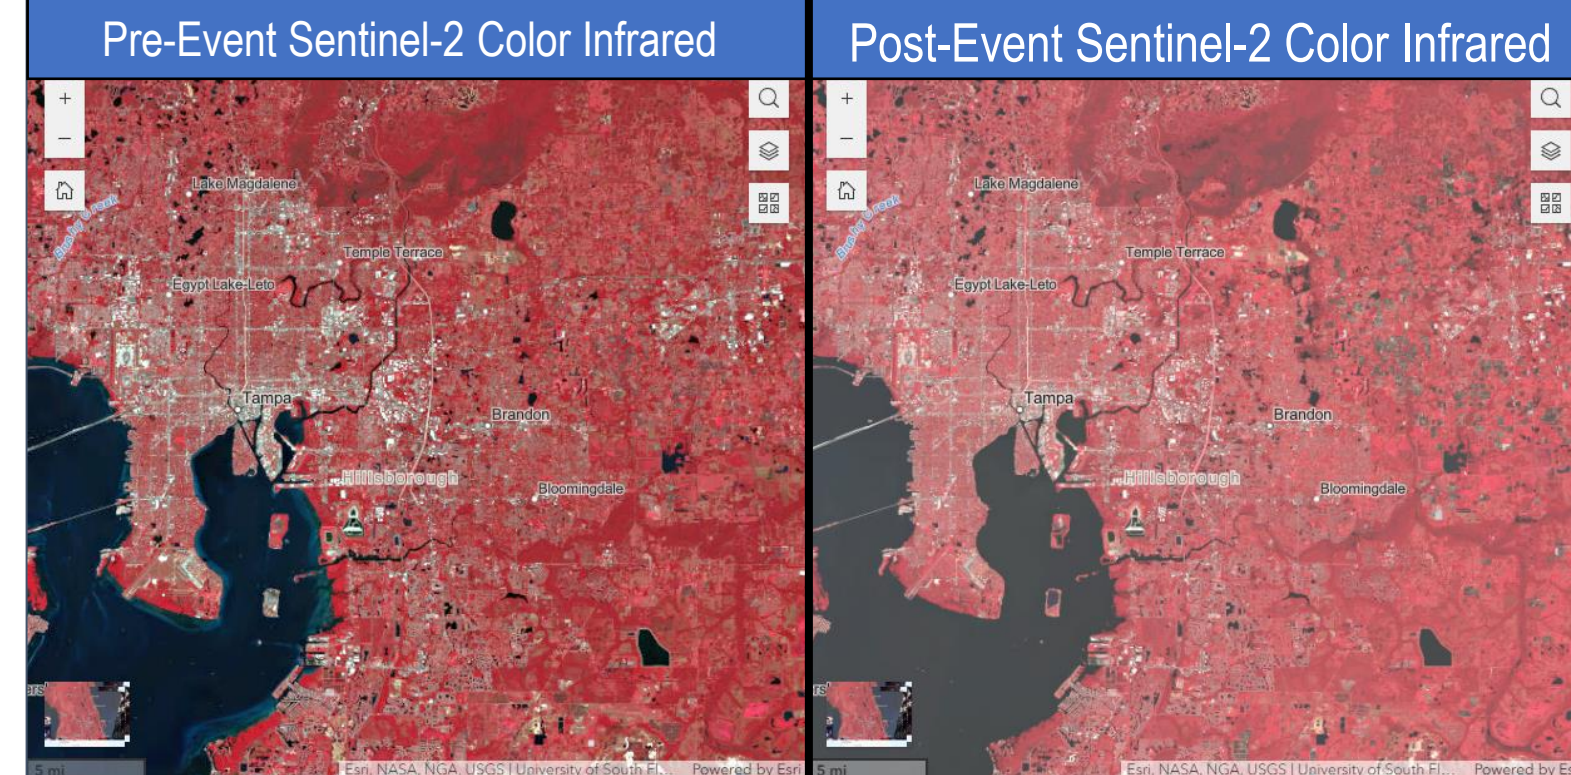 Pre-Event Sentinel-2 Color Infrared
Lake Magdalene
Temple Terrace
Egypt Lake-Leto
Tampa
Brandon
Hillsborough
Bloomingdale
5 mi
Esri, NASA, NGA, USGS | University of South Fl...
Powered by Esri
Post-Event Sentinel-2 Color Infrared
Lake Magdalene
Temple Terrace
Egypt Lake-Leto
Tampa
Brandon
Hillsborough
Bloomingdale
5 mi
Esri, NASA, NGA, USGS | University of South Fl...
Powered by Es